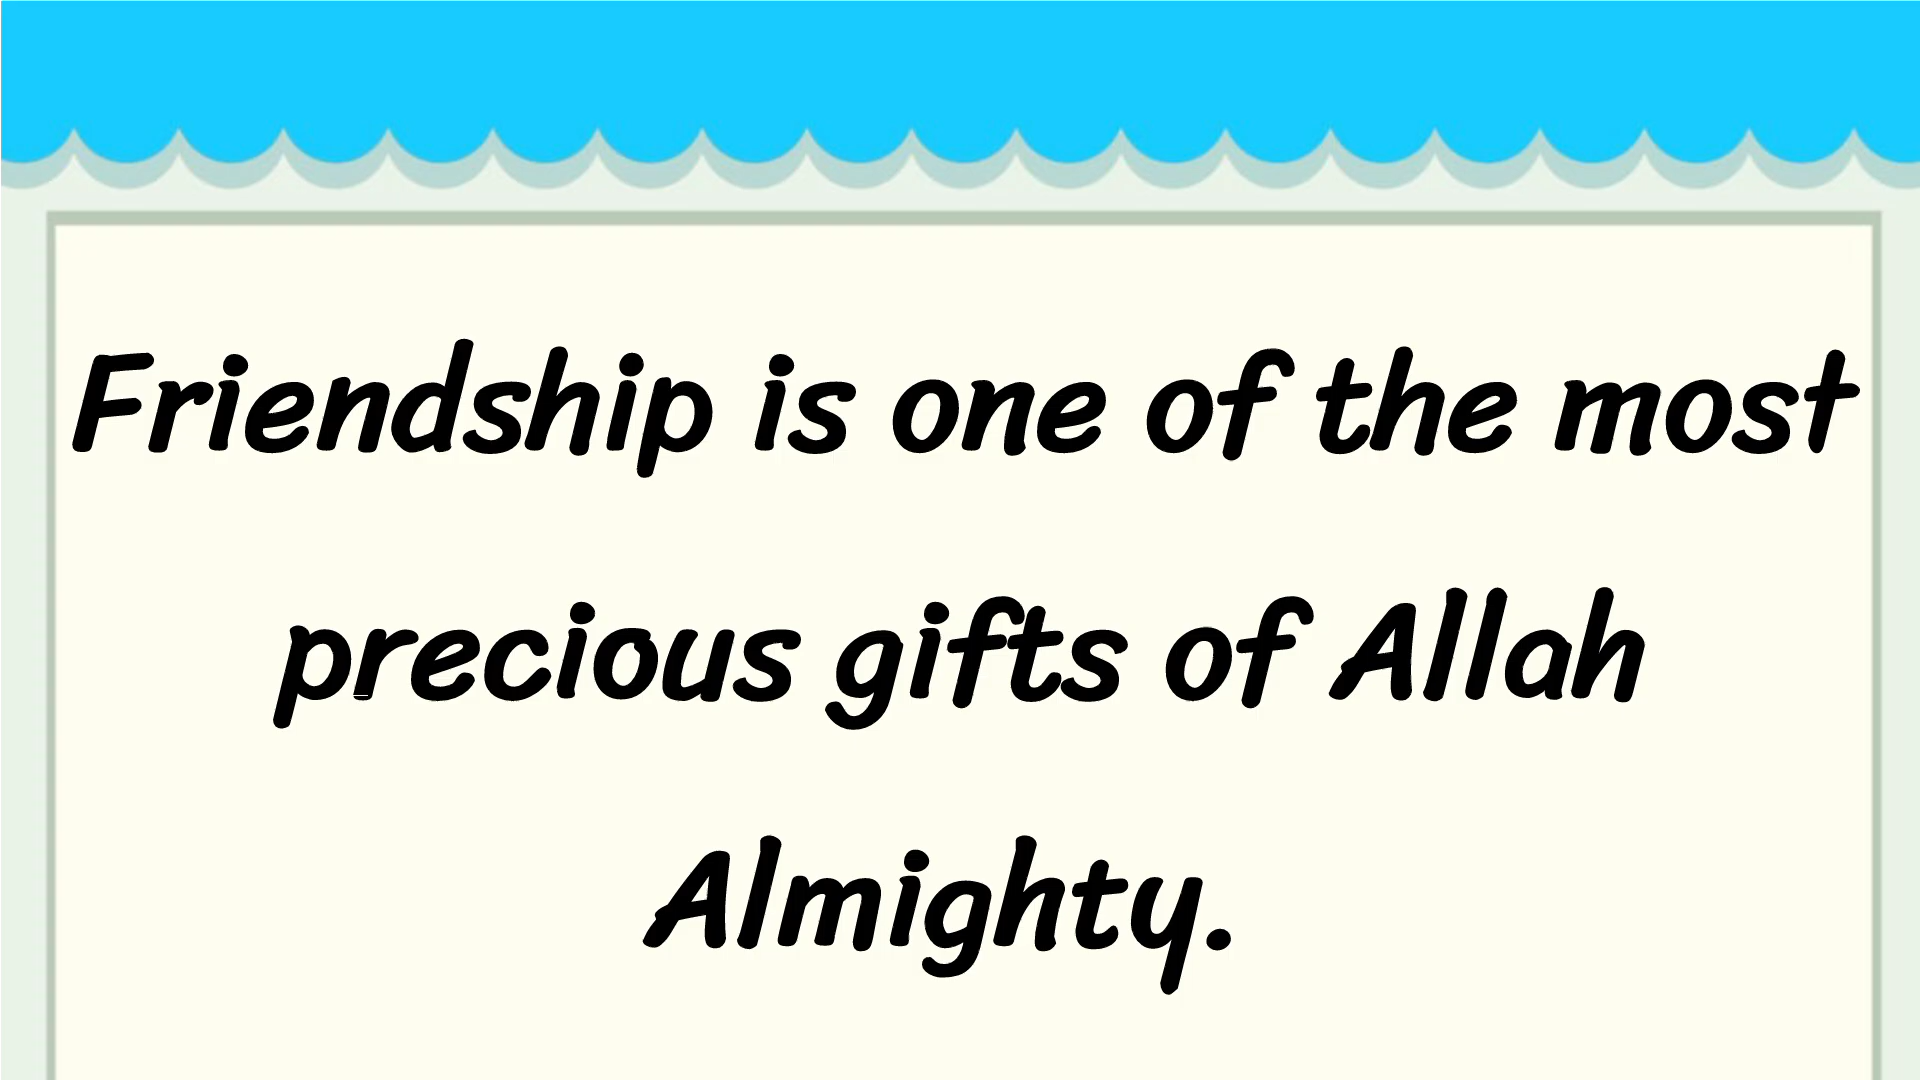 Friendship is one of the most
precious gifts of Allah
Almighty.